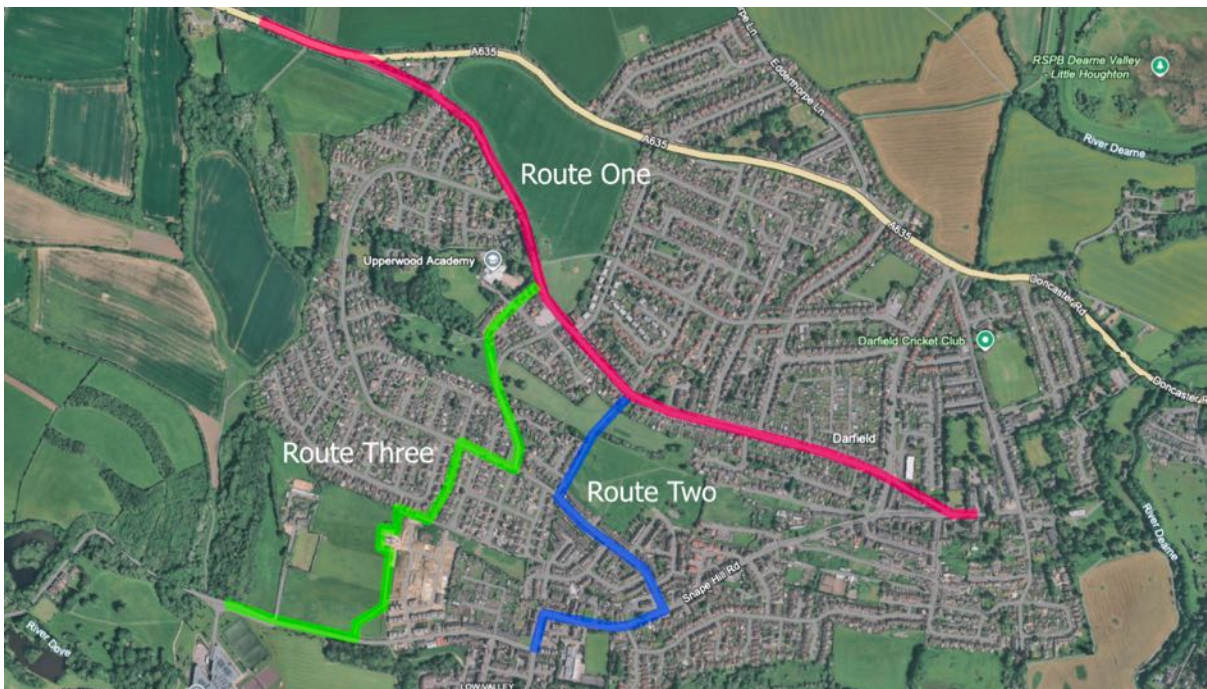 A635
Edderthorpe Ln
RSPB Dearne Valley
- Little Houghton
River Dearne
Route One
A635
Upperwood Academy
A635
Doncaster Rd
Darfield Cricket Club
Doncaster R
Darfield
Route Three
Route Two
River Dearne
Snape Hill Rd
River Dove
LOW VALLEY